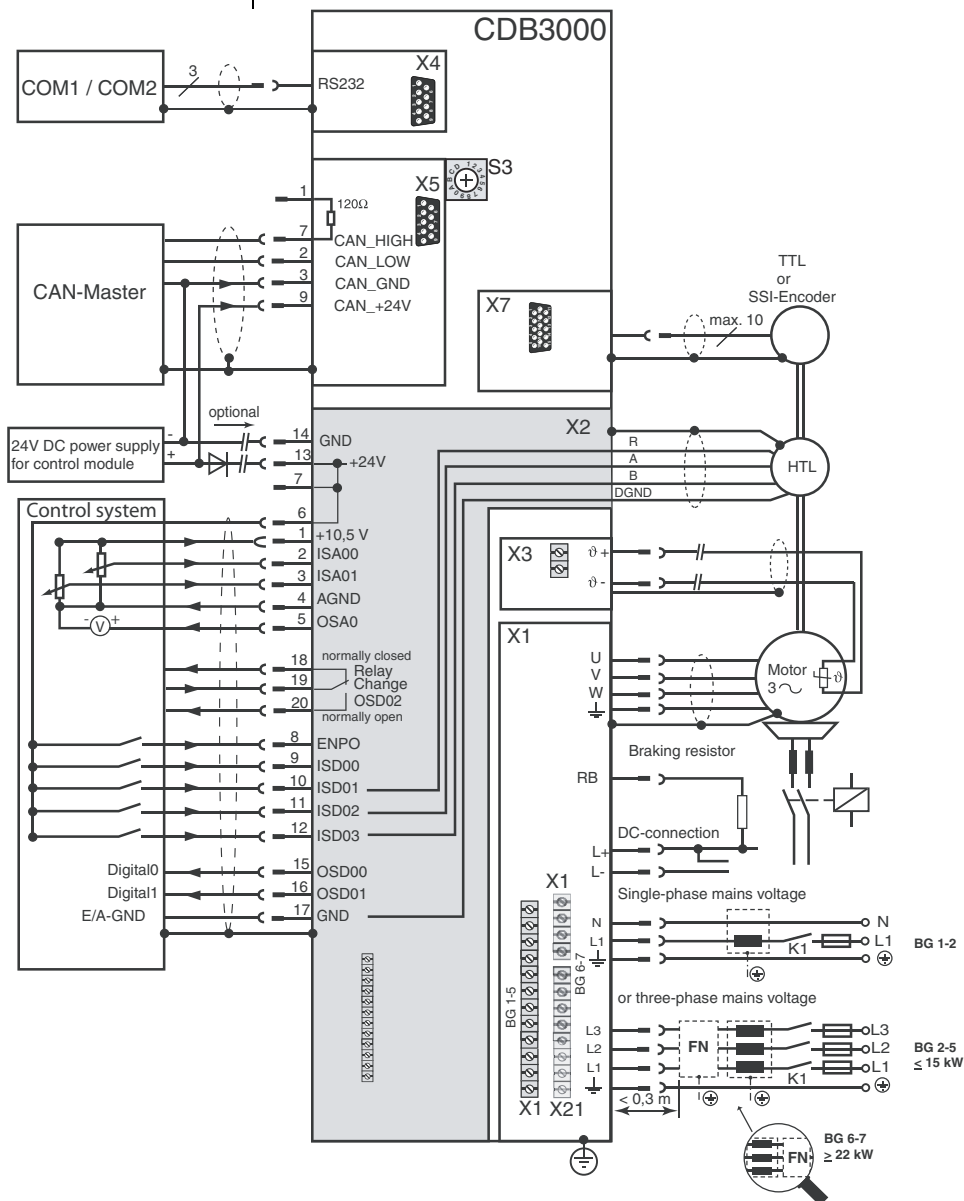 CDB3000
X4
COM1 / COM2
3
RS232
S3
X5
1
120Ω
7
CAN_HIGH
2
CAN_LOW
3
CAN_GND
9
CAN_+24V
CAN-Master
TTL
or
SSI-Encoder
X7
max. 10
optional
24V DC power supply
for control module
-
+
14
GND
13
+24V
7
X2
R
A
B
DGND
HTL
Control system
6
1
+10,5 V
2
ISA00
3
ISA01
4
AGND
5
OSA0
- V +
X3
ϑ +
ϑ -
18
normally closed
Relay
19
Change
OSD02
20
normally open
X1
U
V
W
Motor
3
ϑ
8
ENPO
9
ISD00
10
ISD01
11
ISD02
12
ISD03
Braking resistor
RB
DC-connection
L+
L-
Digital0
15
OSD00
Digital1
16
OSD01
E/A-GND
17
GND
X1
BG 1-5
BG 6-7
X1
X21
Single-phase mains voltage
N
N
L1
K1
L1
BG 1-2
or three-phase mains voltage
L3
L3
L2
FN
L2
BG 2-5
≤ 15 kW
L1
K1
L1
< 0,3 m
BG 6-7
≥ 22 kW
FN